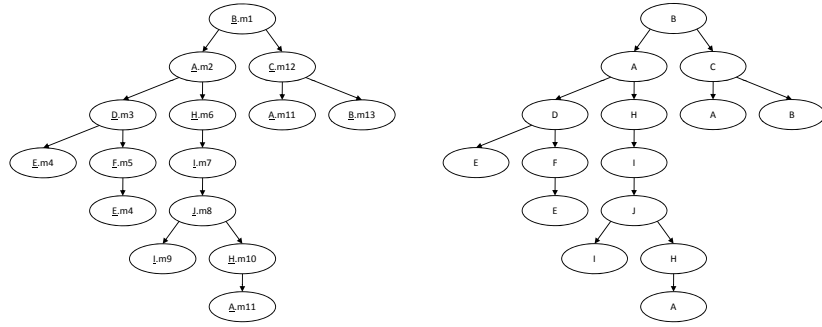 B.m1
A.m2
C.m12
D.m3
H.m6
A.m11
B.m13
E.m4
F.m5
I.m7
E.m4
J.m8
I.m9
H.m10
A.m11
B
A
C
D
H
A
B
E
F
I
E
J
I
H
A